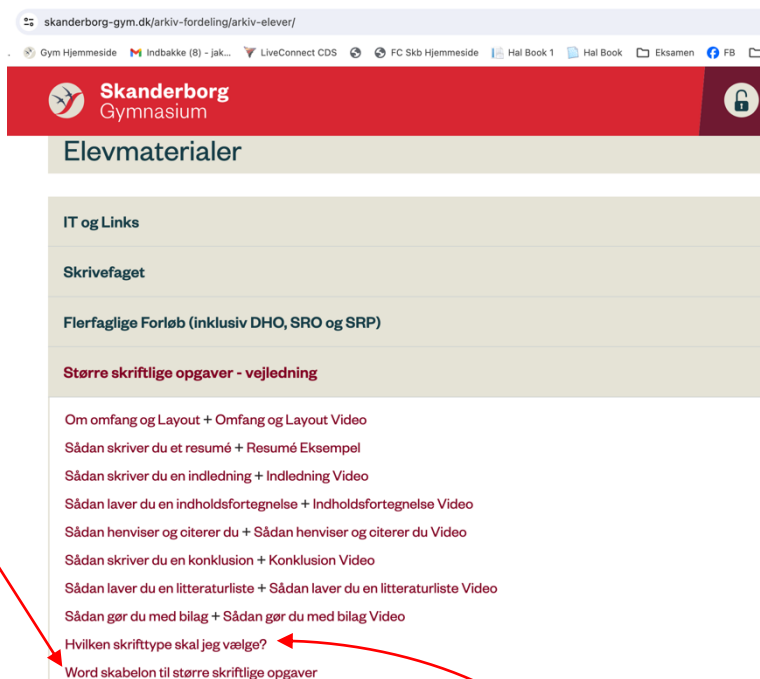 skanderborg-gym.dk/arkiv-fordeling/arkiv-elever/
Gym Hjemmeside Indbakke (8) - jak... LiveConnect CDS FC Skb Hjemmeside Hal Book 1 Hal Book Eksamen FB
Skanderborg
Gymnasium
Elevmaterialer
IT og Links
Skrivefaget
Flerfaglige Forløb (inklusiv DHO, SRO og SRP)
Større skriftlige opgaver - vejledning
Om omfang og Layout + Omfang og Layout Video
Sådan skriver du et resumé + Resumé Eksempel
Sådan skriver du en indledning + Indledning Video
Sådan laver du en indholdsfortegnelse + Indholdsfortegnelse Video
Sådan henviser og citerer du + Sådan henviser og citerer du Video
Sådan skriver du en konklusion + Konklusion Video
Sådan laver du en litteraturliste + Sådan laver du en litteraturliste Video
Sådan gør du med bilag + Sådan gør du med bilag Video
Hvilken skrifttype skal jeg vælge?
Word skabelon til større skriftlige opgaver